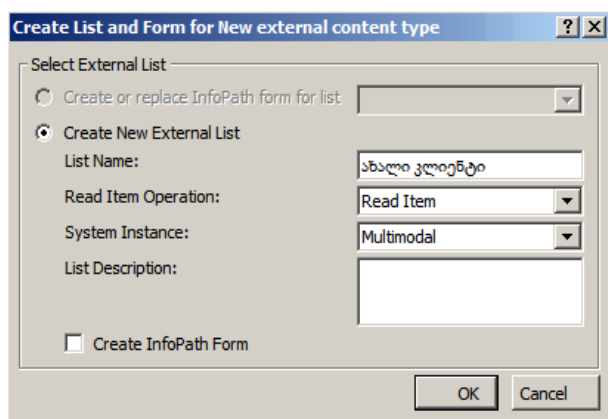 Create List and Form for New external content type
Select External List
Create or replace InfoPath form for list
Create New External List
List Name: ახალი კლიენტი
Read Item Operation: Read Item
System Instance: Multimodal
List Description:
Create InfoPath Form
OK Cancel